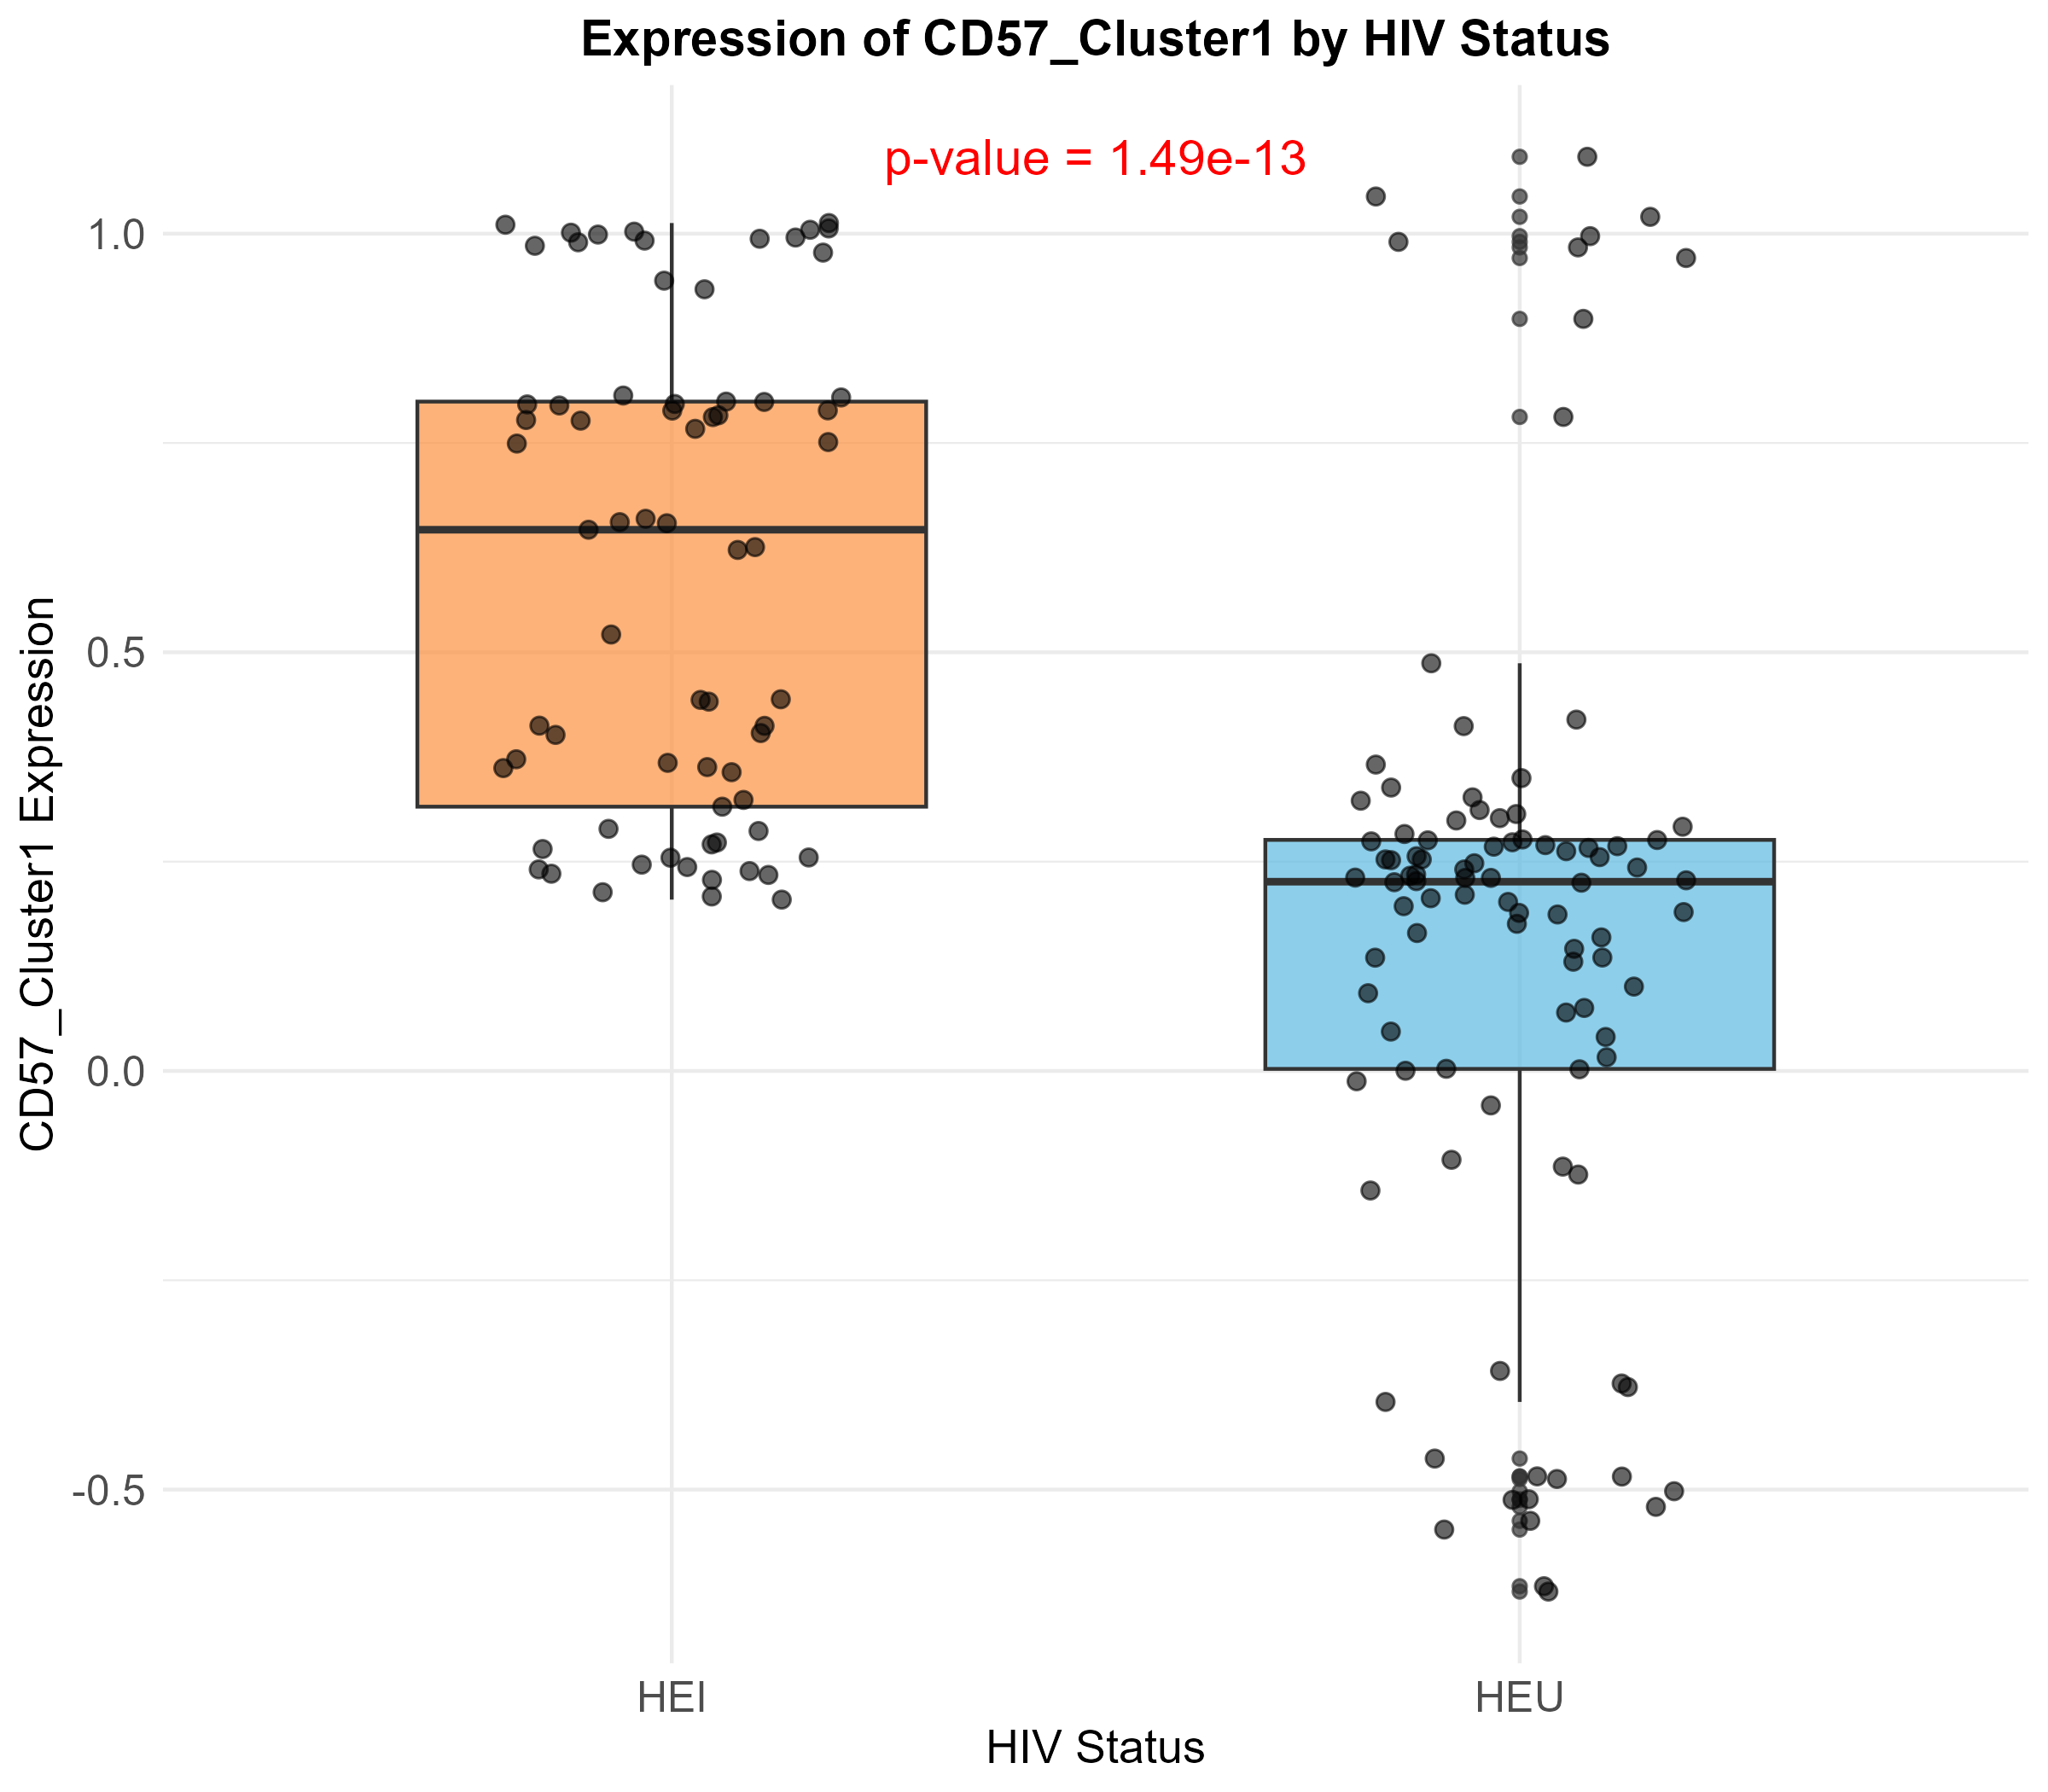 Expression of CD57_Cluster1 by HIV Status
p-value = 1.49e-13
1.0
0.5
0.0
-0.5
CD57_Cluster1 Expression
HEI
HEU
HIV Status